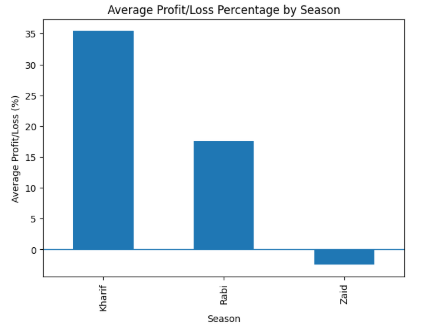 Average Profit/Loss Percentage by Season
Average Profit/Loss (%)
35
30
25
20
15
10
5
0
Kharif
Rabi
Zaid
Season